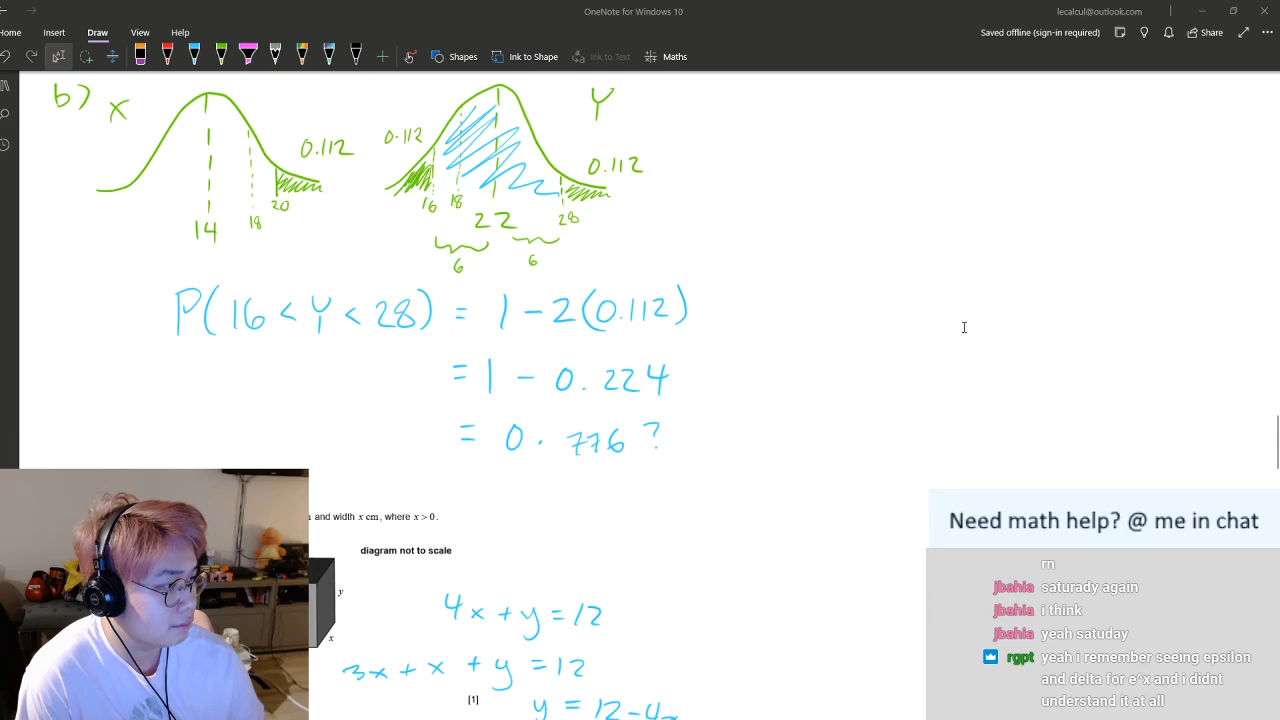 OneNote for Windows 10
lecalcul@outlook.com
Home Insert Draw View Help
Saved offline (sign-in required) Share
Shapes Ink to Shape Ink to Text Maths
b) X
0.112
20
18
14
Y
0.112
0.112
16 18 22 28
6 6
P(16 < Y < 28) = 1 - 2(0.112)
= 1 - 0.224
= 0.776 ?
and width x cm, where x > 0.
diagram not to scale
y
x
4x + y = 12
3x + x + y = 12
[1]
y = 12 - 4x
Need math help? @ me in chat
rn
jbahia saturady again
jbahia i think
jbahia yeah satuday
rgpt yeah i remember seeing epsilon
and delta for e^x and i didnt
understand it at all